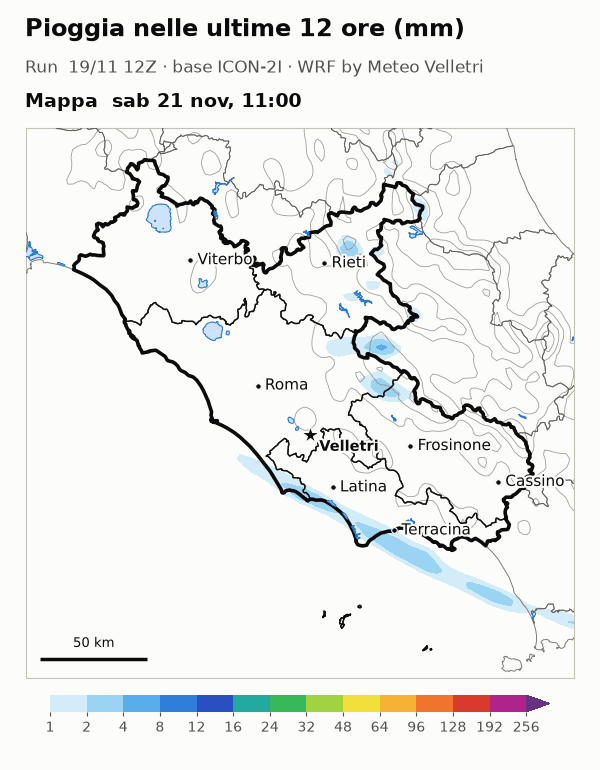 Pioggia nelle ultime 12 ore (mm)
Run  19/11 12Z · base ICON-2I · WRF by Meteo Velletri
Mappa  sab 21 nov, 11:00
Viterbo
Rieti
Roma
Velletri
Frosinone
Latina
Cassino
Terracina
50 km
1 2 4 8 12 16 24 32 48 64 96 128 192 256